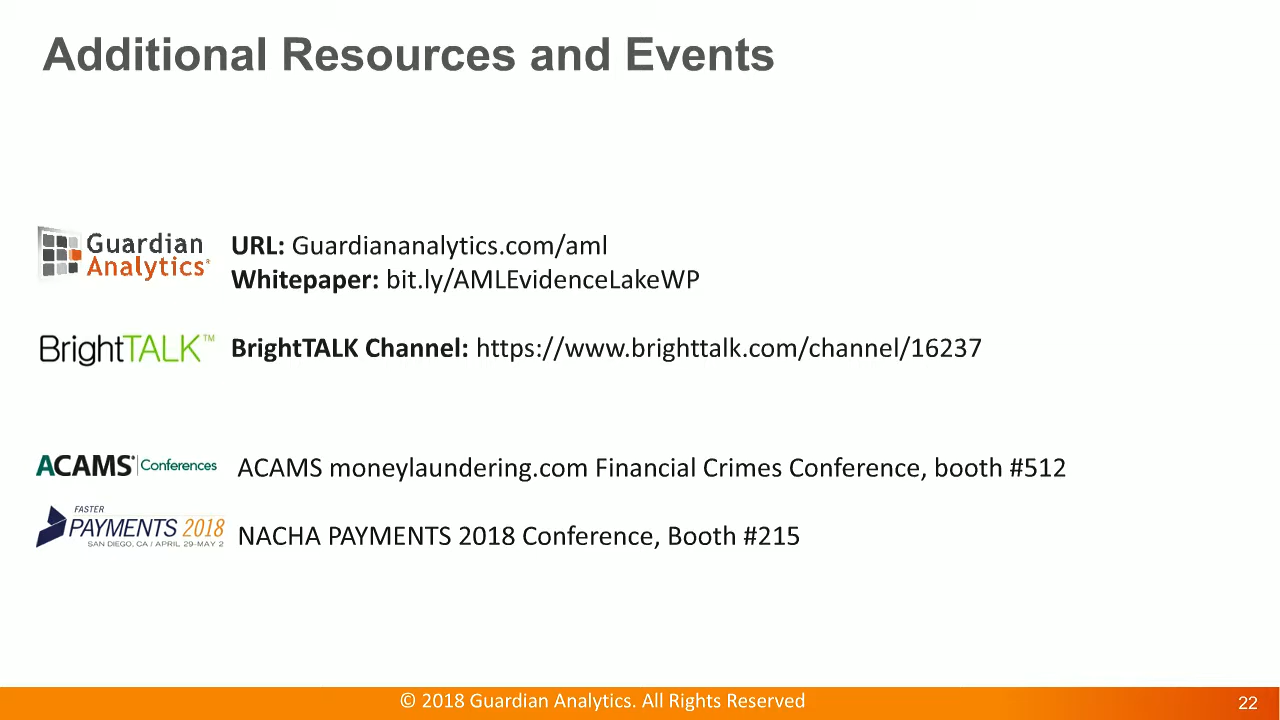 Additional Resources and Events
Guardian
Analytics®
URL: Guardiananalytics.com/aml
Whitepaper: bit.ly/AMLEvidenceLakeWP
BrightTALK™
BrightTALK Channel: https://www.brighttalk.com/channel/16237
ACAMS® Conferences
ACAMS moneylaundering.com Financial Crimes Conference, booth #512
FASTER
PAYMENTS 2018
SAN DIEGO, CA / APRIL 29-MAY 2
NACHA PAYMENTS 2018 Conference, Booth #215
© 2018 Guardian Analytics. All Rights Reserved
22